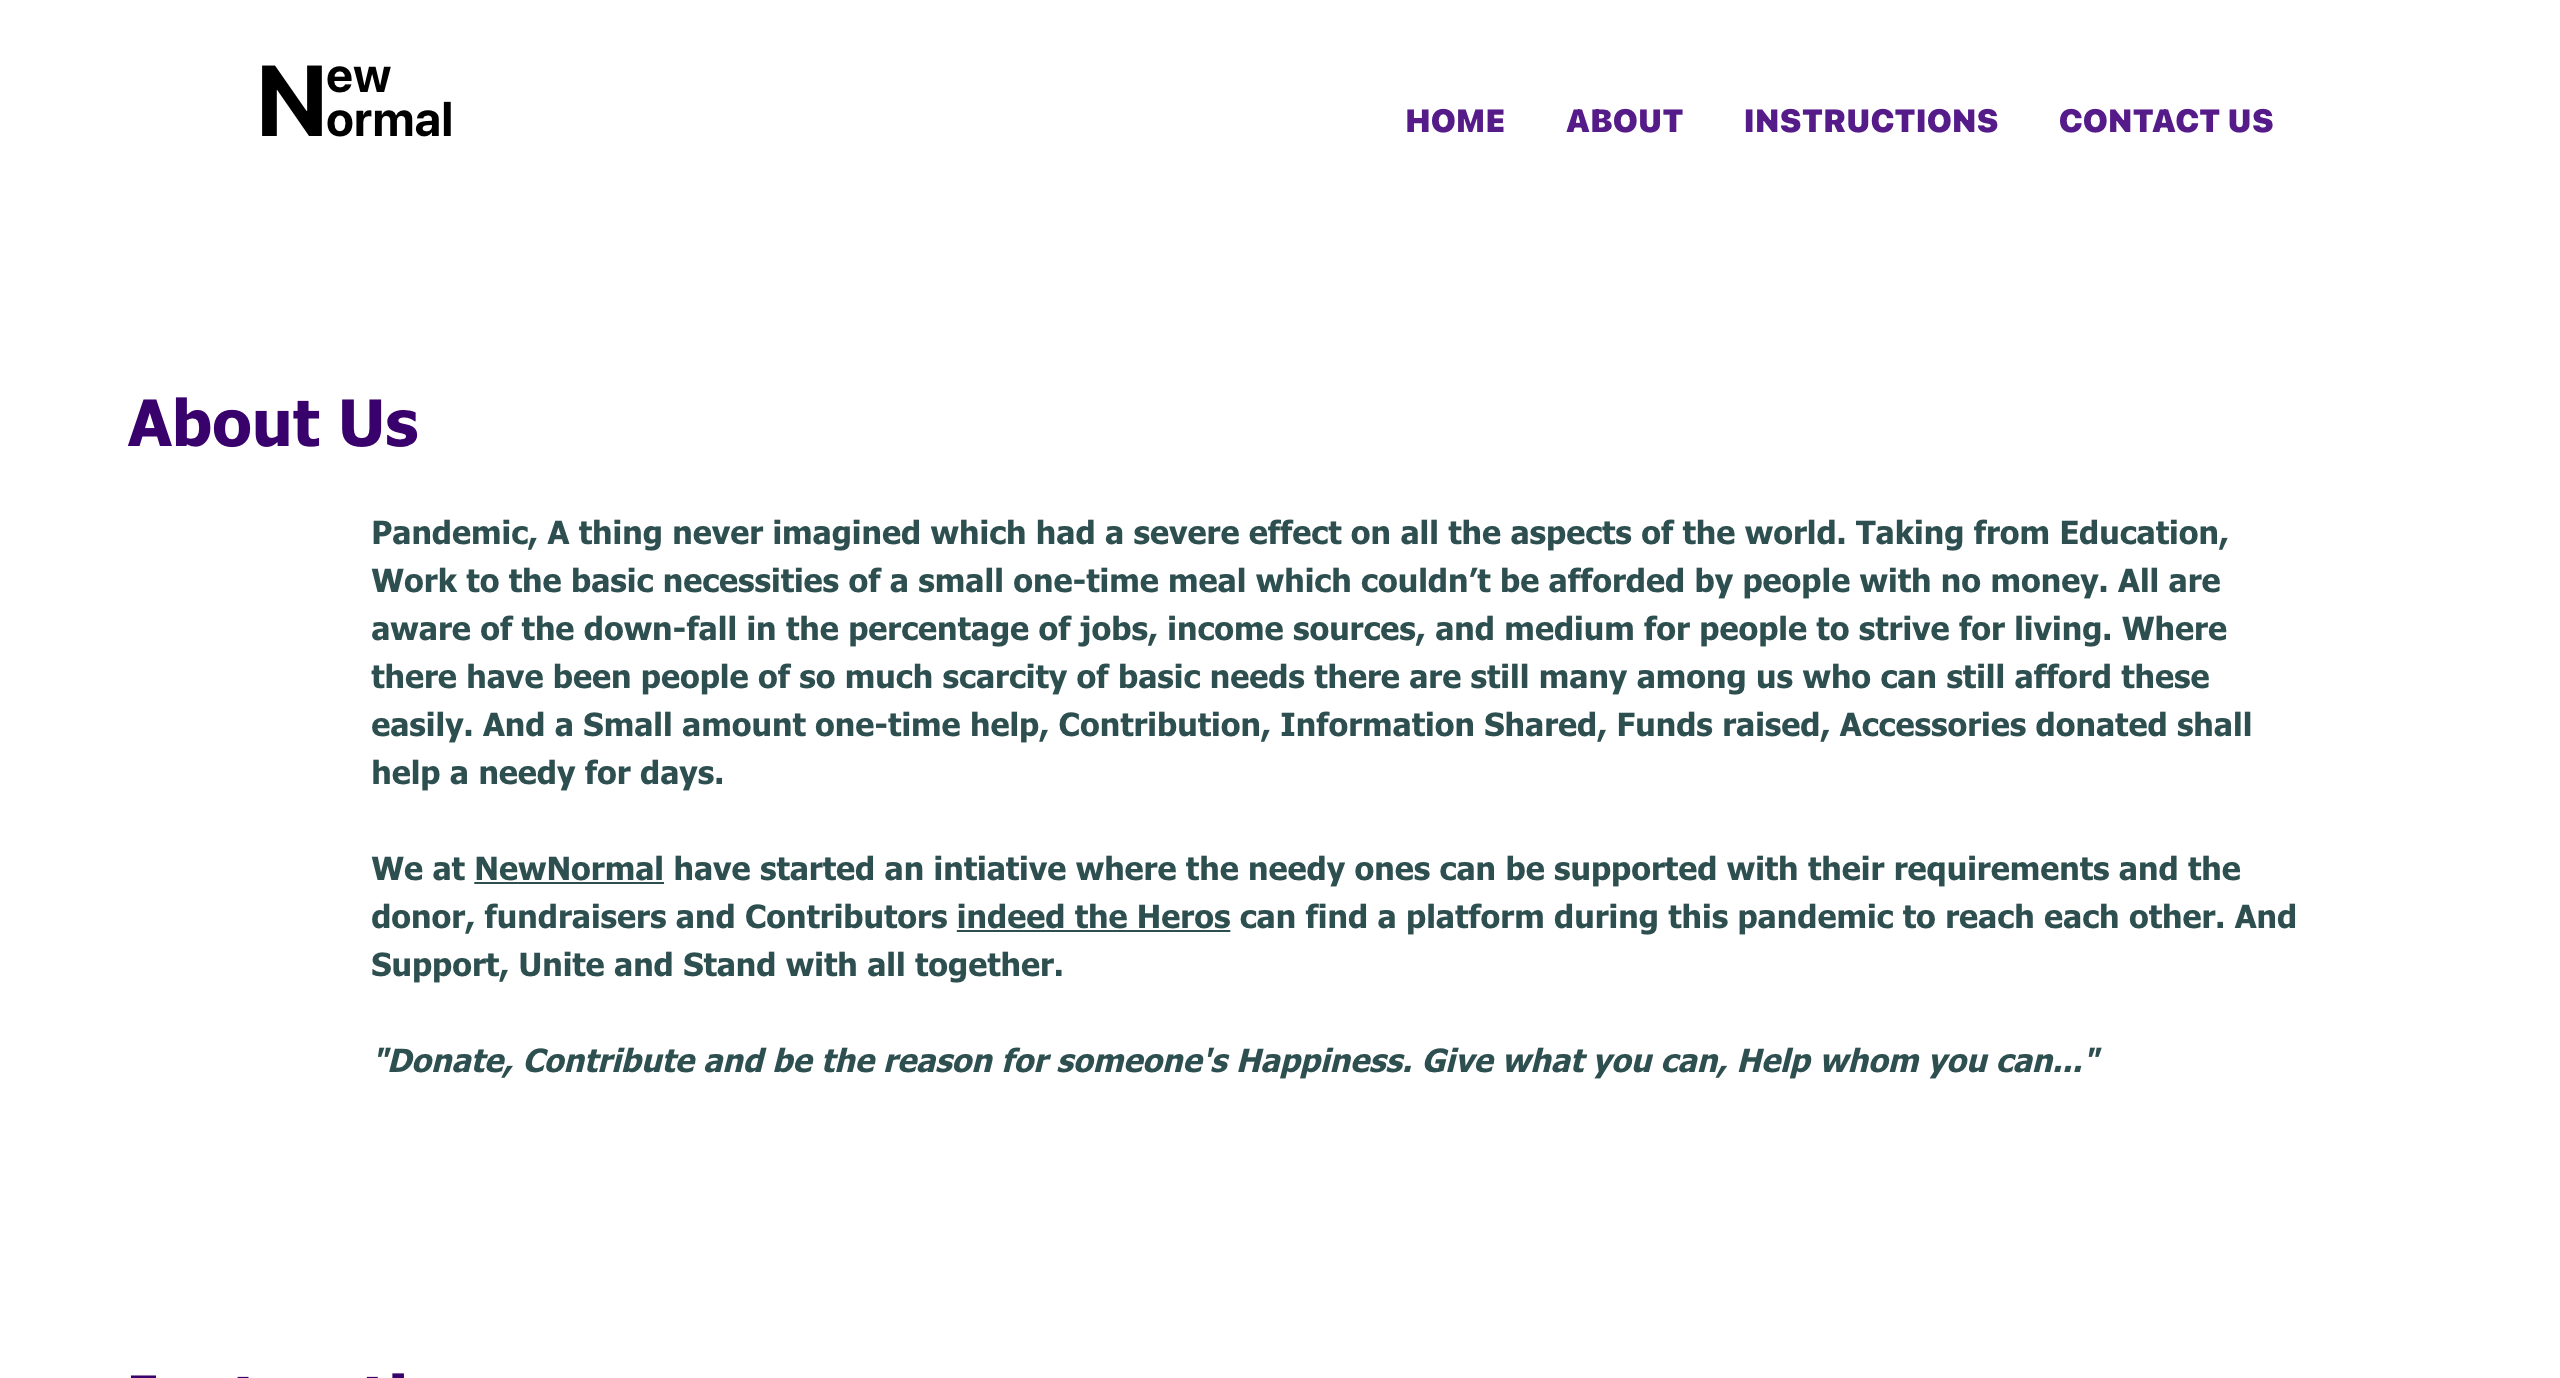 New
Normal
HOME ABOUT INSTRUCTIONS CONTACT US
About Us
Pandemic, A thing never imagined which had a severe effect on all the aspects of the world. Taking from Education,
Work to the basic necessities of a small one-time meal which couldn’t be afforded by people with no money. All are
aware of the down-fall in the percentage of jobs, income sources, and medium for people to strive for living. Where
there have been people of so much scarcity of basic needs there are still many among us who can still afford these
easily. And a Small amount one-time help, Contribution, Information Shared, Funds raised, Accessories donated shall
help a needy for days.
We at NewNormal have started an intiative where the needy ones can be supported with their requirements and the
donor, fundraisers and Contributors indeed the Heros can find a platform during this pandemic to reach each other. And
Support, Unite and Stand with all together.
"Donate, Contribute and be the reason for someone's Happiness. Give what you can, Help whom you can..."